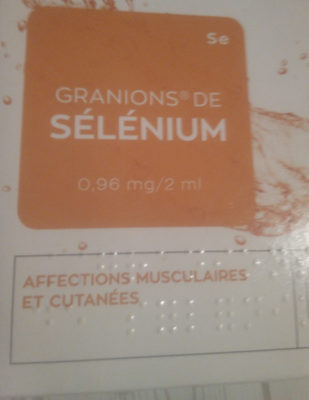 Se
GRANIONS® DE
SÉLÉNIUM
0,96 mg/2 ml
AFFECTIONS MUSCULAIRES
ET CUTANÉES